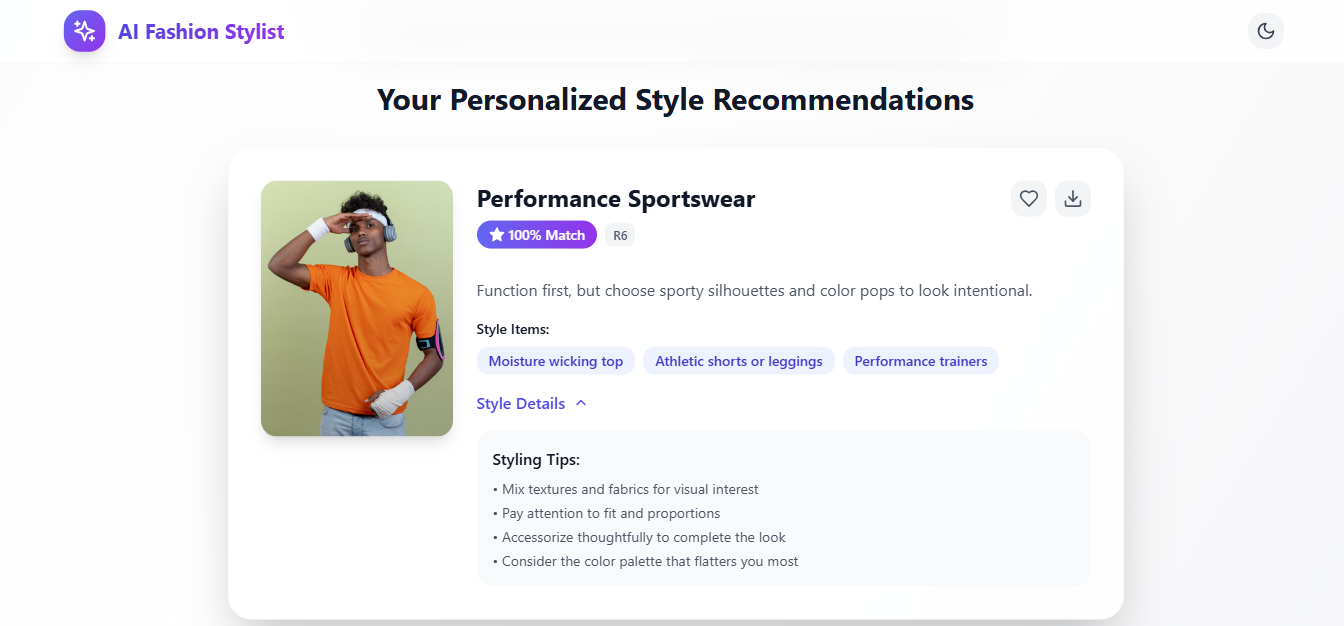 AI Fashion Stylist
Your Personalized Style Recommendations
Performance Sportswear
100% Match R6
Function first, but choose sporty silhouettes and color pops to look intentional.
Style Items:
Moisture wicking top Athletic shorts or leggings Performance trainers
Style Details
Styling Tips:
• Mix textures and fabrics for visual interest
• Pay attention to fit and proportions
• Accessorize thoughtfully to complete the look
• Consider the color palette that flatters you most